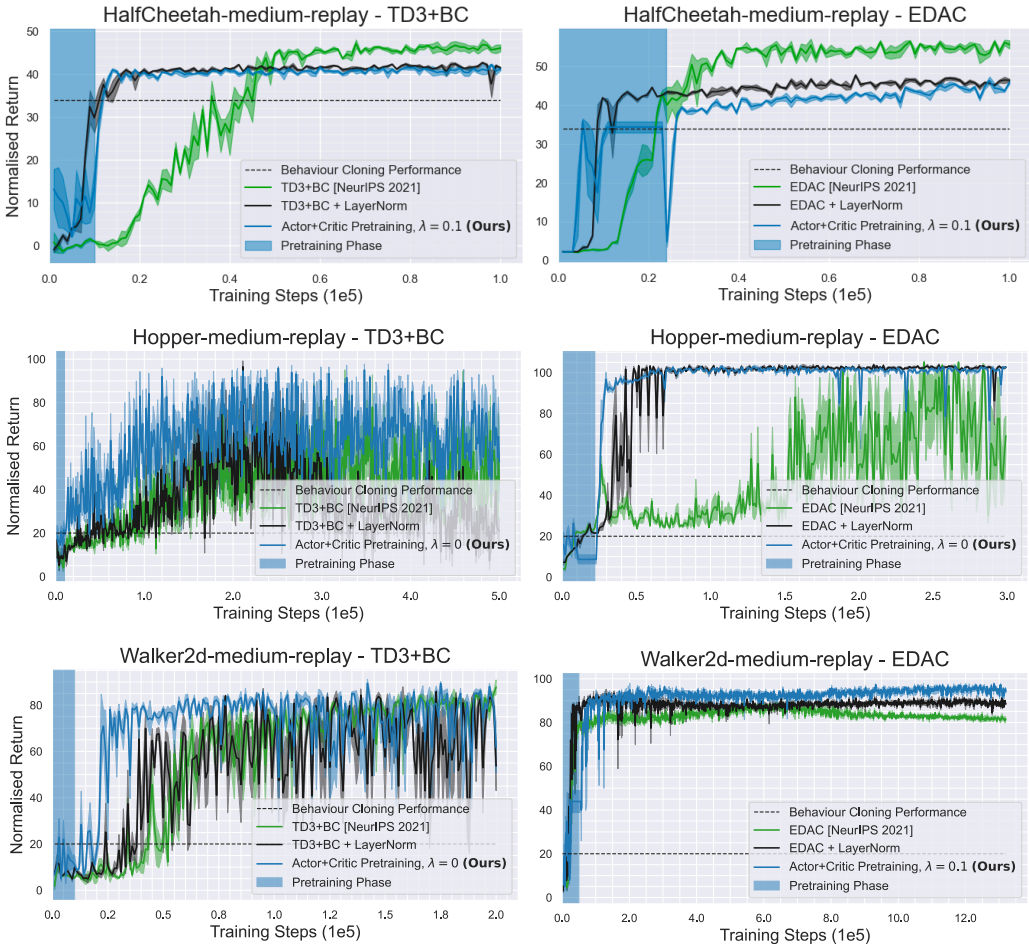 HalfCheetah-medium-replay - TD3+BC
50
40
30
20
10
0
Normalised Return
Behaviour Cloning Performance
TD3+BC [NeurIPS 2021]
TD3+BC + LayerNorm
Actor+Critic Pretraining, λ = 0.1 (Ours)
Pretraining Phase
0.0 0.2 0.4 0.6 0.8 1.0
Training Steps (1e5)
HalfCheetah-medium-replay - EDAC
50
40
30
20
10
0
Behaviour Cloning Performance
EDAC [NeurIPS 2021]
EDAC + LayerNorm
Actor+Critic Pretraining, λ = 0.1 (Ours)
Pretraining Phase
0.0 0.2 0.4 0.6 0.8 1.0
Training Steps (1e5)
Hopper-medium-replay - TD3+BC
100
80
60
40
20
0
Normalised Return
Behaviour Cloning Performance
TD3+BC [NeurIPS 2021]
TD3+BC + LayerNorm
Actor+Critic Pretraining, λ = 0 (Ours)
Pretraining Phase
0.0 1.0 2.0 3.0 4.0 5.0
Training Steps (1e5)
Hopper-medium-replay - EDAC
100
80
60
40
20
0
Behaviour Cloning Performance
EDAC [NeurIPS 2021]
EDAC + LayerNorm
Actor+Critic Pretraining, λ = 0 (Ours)
Pretraining Phase
0.0 0.5 1.0 1.5 2.0 2.5 3.0
Training Steps (1e5)
Walker2d-medium-replay - TD3+BC
80
60
40
20
0
Normalised Return
Behaviour Cloning Performance
TD3+BC [NeurIPS 2021]
TD3+BC + LayerNorm
Actor+Critic Pretraining, λ = 0 (Ours)
Pretraining Phase
0.0 0.2 0.5 0.8 1.0 1.2 1.5 1.8 2.0
Training Steps (1e5)
Walker2d-medium-replay - EDAC
100
80
60
40
20
0
Behaviour Cloning Performance
EDAC [NeurIPS 2021]
EDAC + LayerNorm
Actor+Critic Pretraining, λ = 0.1 (Ours)
Pretraining Phase
0.0 2.0 4.0 6.0 8.0 10.0 12.0
Training Steps (1e5)